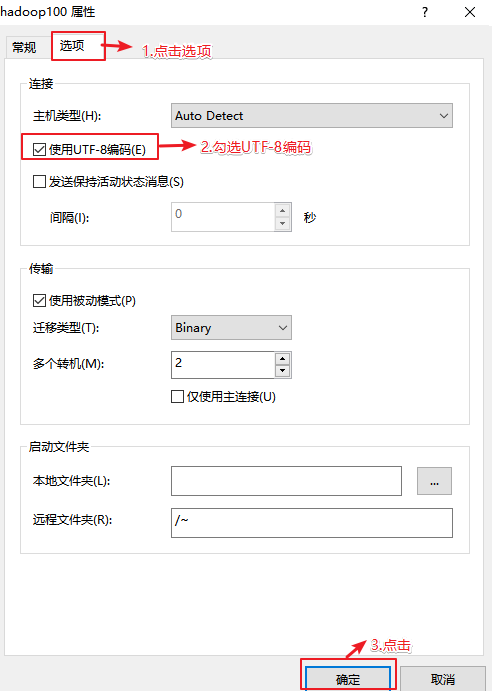 hadoop100 属性
? ×
常规 选项
1.点击选项
连接
主机类型(H): Auto Detect
使用UTF-8编码(E)
2.勾选UTF-8编码
发送保持活动状态消息(S)
间隔(I): 0 秒
传输
使用被动模式(P)
迁移类型(T): Binary
多个转机(M): 2
仅使用主连接(U)
启动文件夹
本地文件夹(L): ...
远程文件夹(R): /~
3.点击
确定 取消